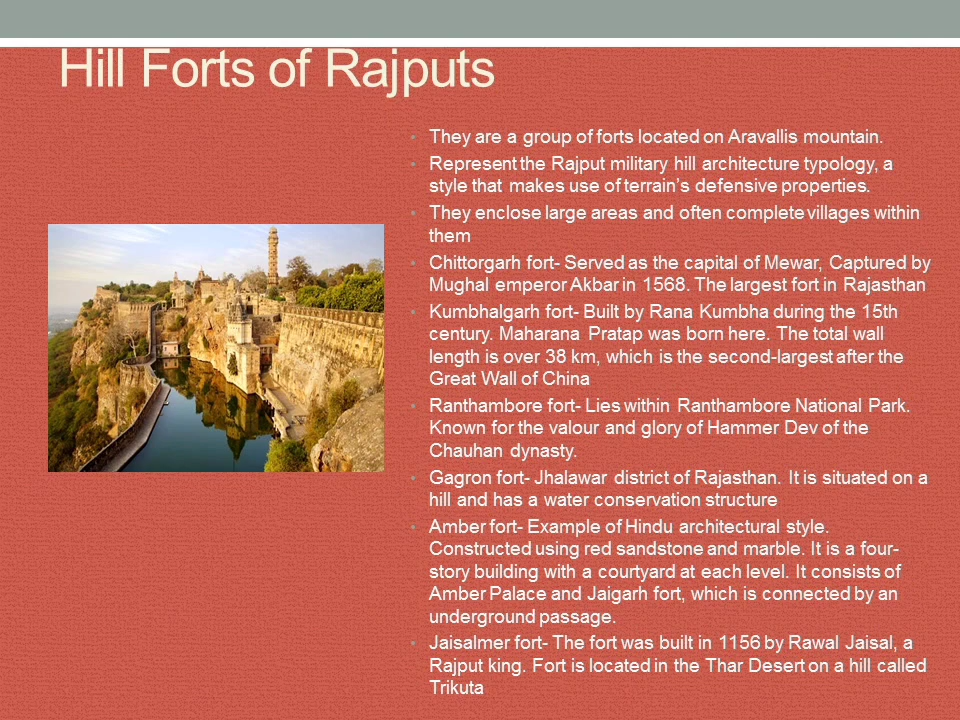 Hill Forts of Rajputs
• They are a group of forts located on Aravallis mountain.
• Represent the Rajput military hill architecture typology, a
style that makes use of terrain's defensive properties.
• They enclose large areas and often complete villages within
them
• Chittorgarh fort- Served as the capital of Mewar, Captured by
Mughal emperor Akbar in 1568. The largest fort in Rajasthan
• Kumbhalgarh fort- Built by Rana Kumbha during the 15th
century. Maharana Pratap was born here. The total wall
length is over 38 km, which is the second-largest after the
Great Wall of China
• Ranthambore fort- Lies within Ranthambore National Park.
Known for the valour and glory of Hammer Dev of the
Chauhan dynasty.
• Gagron fort- Jhalawar district of Rajasthan. It is situated on a
hill and has a water conservation structure
• Amber fort- Example of Hindu architectural style.
Constructed using red sandstone and marble. It is a four-
story building with a courtyard at each level. It consists of
Amber Palace and Jaigarh fort, which is connected by an
underground passage.
• Jaisalmer fort- The fort was built in 1156 by Rawal Jaisal, a
Rajput king. Fort is located in the Thar Desert on a hill called
Trikuta